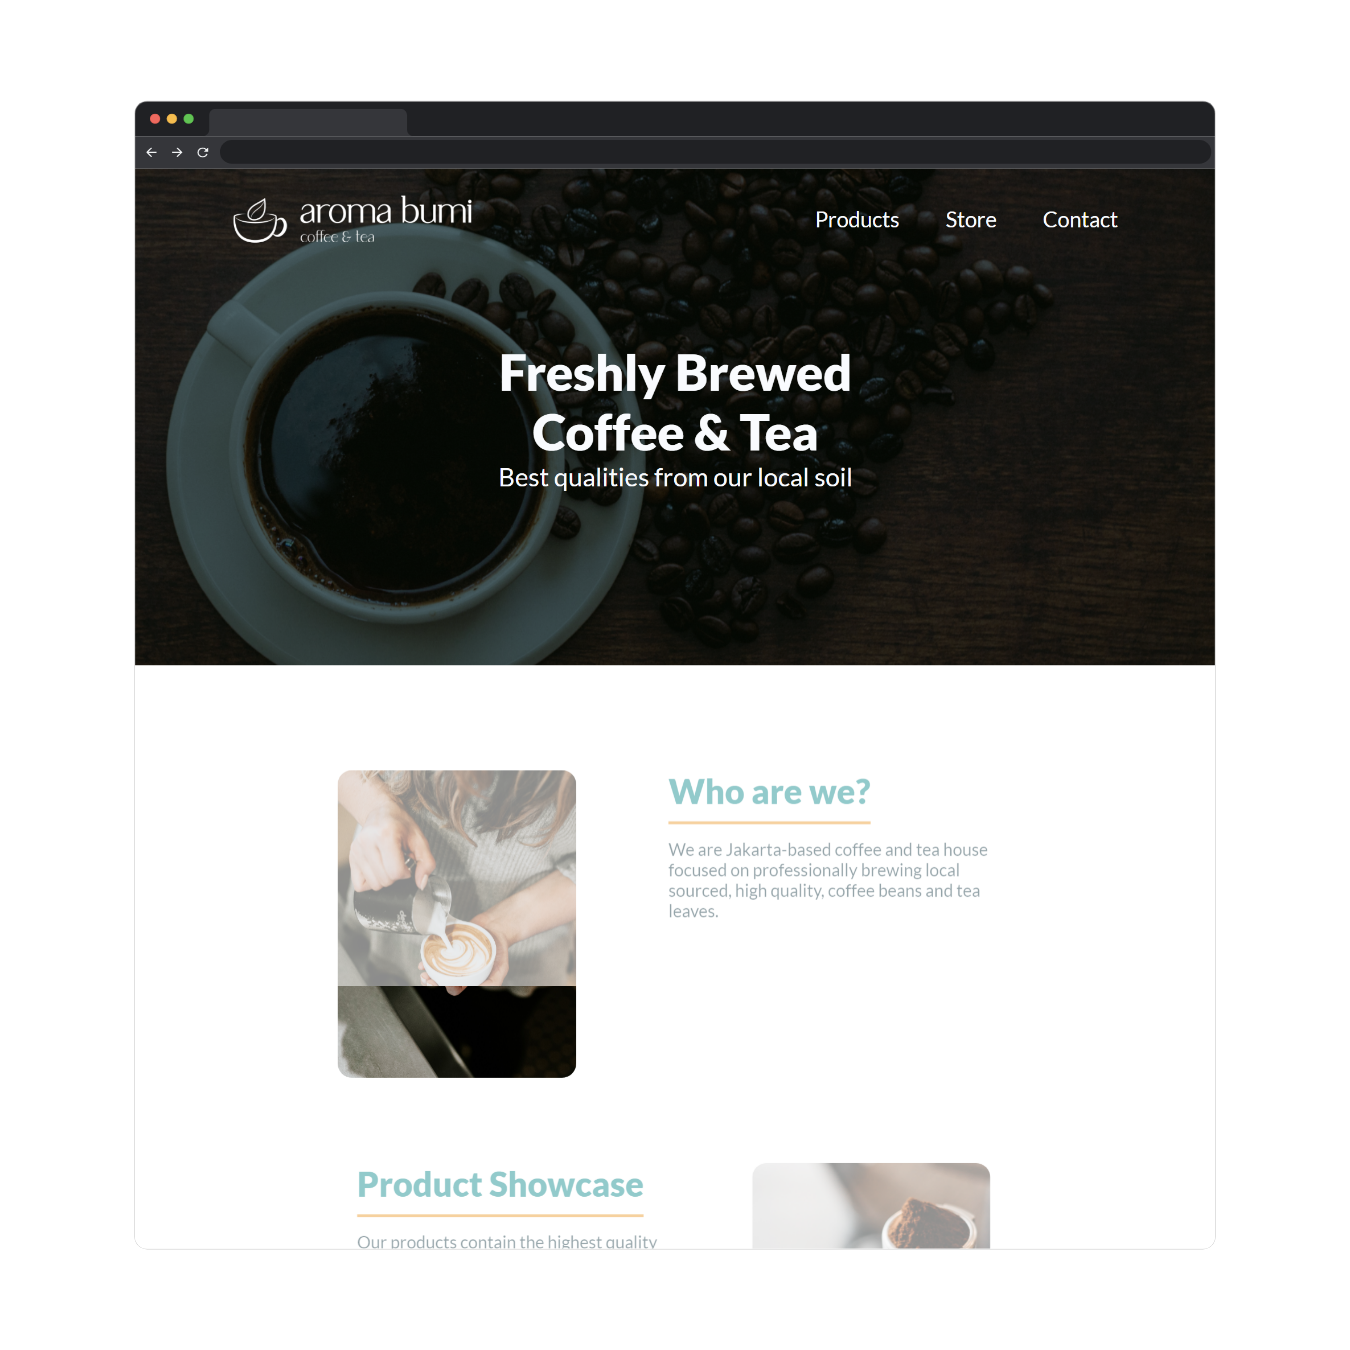 aroma bumi
coffee & tea
Products Store Contact
Freshly Brewed
Coffee & Tea
Best qualities from our local soil
Who are we?
We are Jakarta-based coffee and tea house
focused on professionally brewing local
sourced, high quality, coffee beans and tea
leaves.
Product Showcase
Our products contain the highest quality